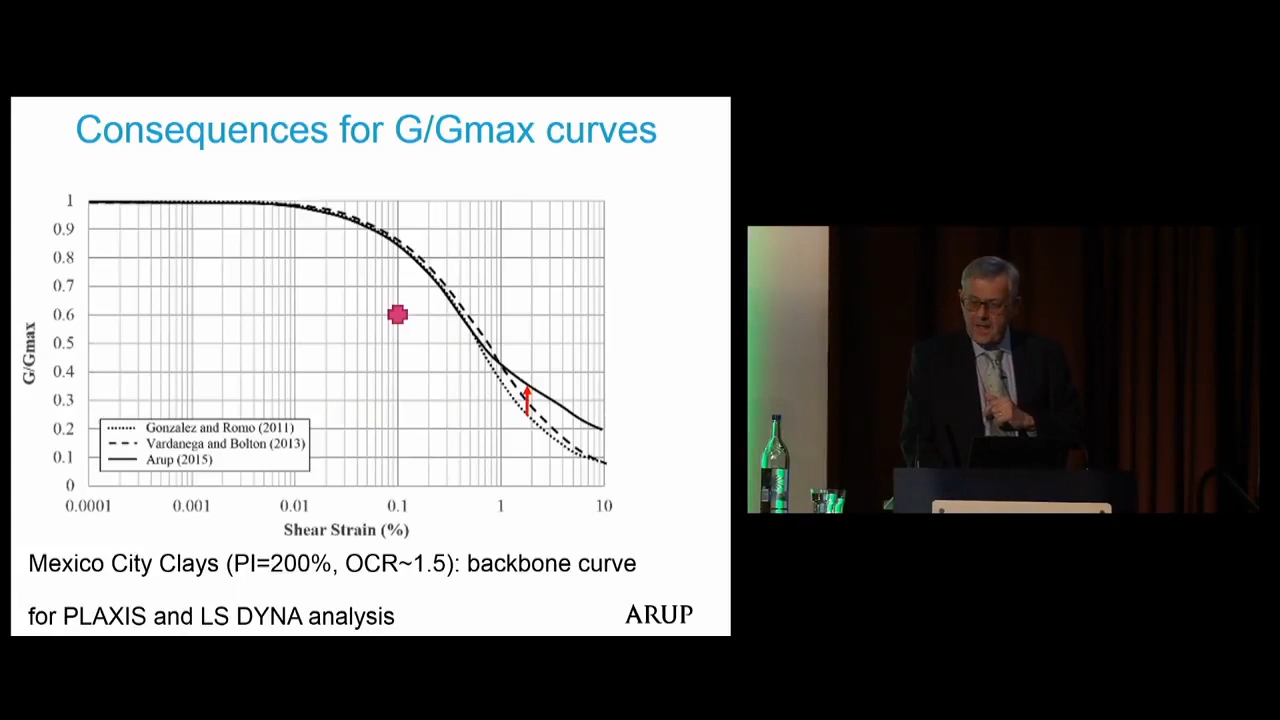 Consequences for G/Gmax curves
1
0.9
0.8
0.7
0.6
0.5
0.4
0.3
0.2
0.1
0
G/Gmax
Gonzalez and Romo (2011)
Vardanega and Bolton (2013)
Arup (2015)
0.0001 0.001 0.01 0.1 1 10
Shear Strain (%)
Mexico City Clays (PI=200%, OCR~1.5): backbone curve
for PLAXIS and LS DYNA analysis
ARUP